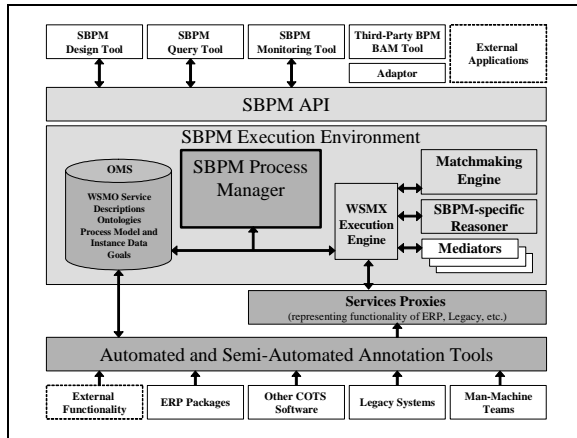 SBPM
Design Tool
SBPM
Query Tool
SBPM
Monitoring Tool
Third-Party BPM
BAM Tool
Adaptor
External
Applications
SBPM API
SBPM Execution Environment
OMS
WSMO Service
Descriptions
Ontologies
Process Model and
Instance Data
Goals
SBPM Process
Manager
WSMX
Execution
Engine
Matchmaking
Engine
SBPM-specific
Reasoner
Mediators
Services Proxies
(representing functionality of ERP, Legacy, etc.)
Automated and Semi-Automated Annotation Tools
External
Functionality
ERP Packages
Other COTS
Software
Legacy Systems
Man-Machine
Teams